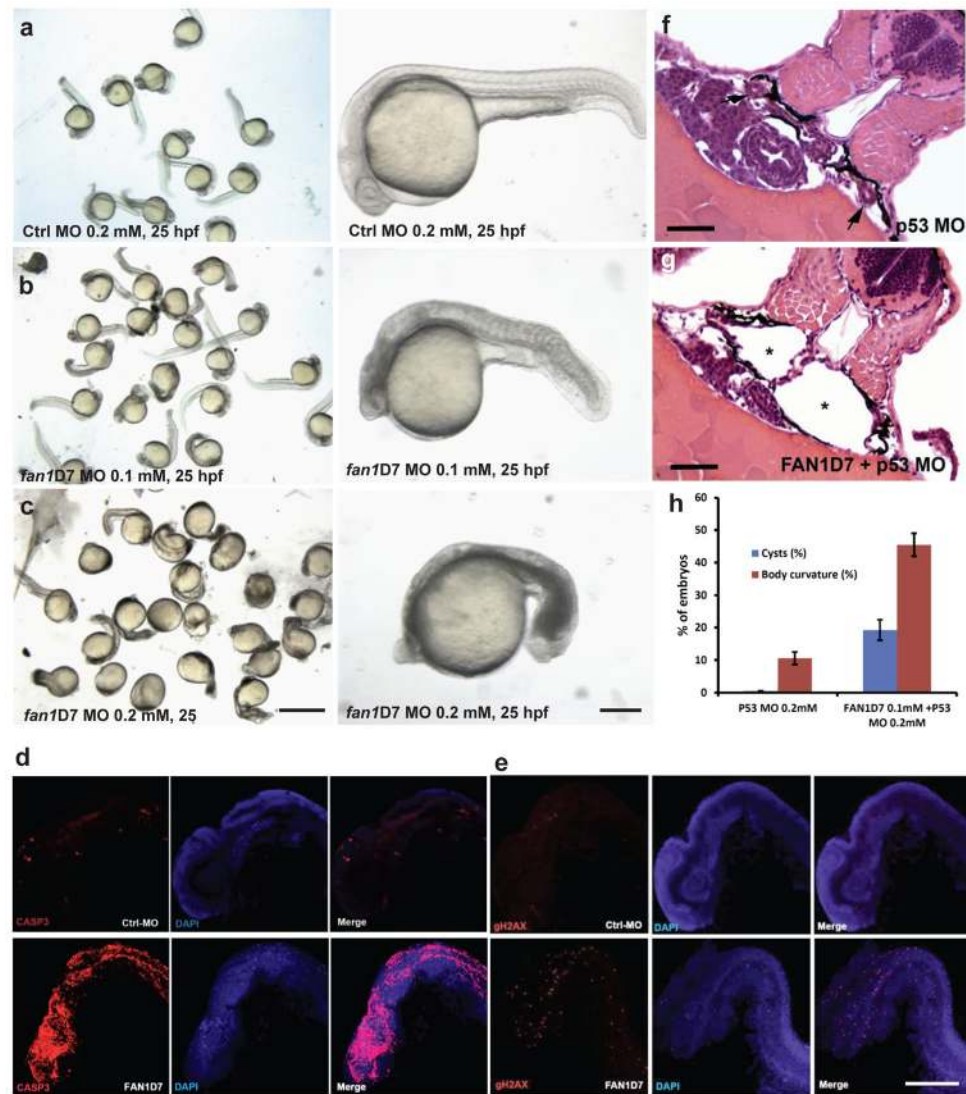 a
Ctrl MO 0.2 mM, 25 hpf
Ctrl MO 0.2 mM, 25 hpf
b
fan1D7 MO 0.1 mM, 25 hpf
fan1D7 MO 0.1 mM, 25 hpf
c
fan1D7 MO 0.2 mM, 25
fan1D7 MO 0.2 mM, 25 hpf
f
p53 MO
g
*
*
FAN1D7 + p53 MO
h
% of embryos
60
50
40
30
20
10
0
Cysts (%)
Body curvature (%)
P53 MO 0.2mM
FAN1D7 0.1mM +P53
MO 0.2mM
d
CASP3
Ctrl-MO
DAPI
Merge
CASP3
FAN1D7
DAPI
Merge
e
gH2AX
Ctrl-MO
DAPI
Merge
gH2AX
FAN1D7
DAPI
Merge